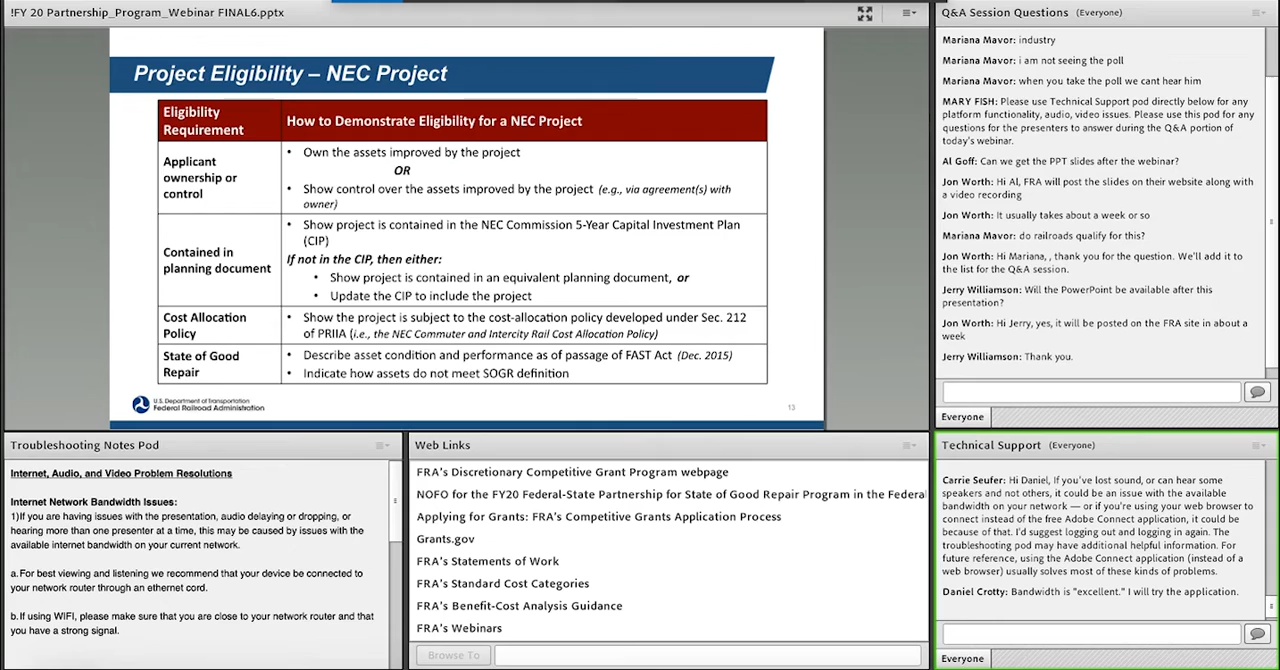 !FY 20 Partnership_Program_Webinar FINAL6.pptx
Project Eligibility – NEC Project
Eligibility
Requirement
How to Demonstrate Eligibility for a NEC Project
Applicant
ownership or
control
• Own the assets improved by the project
OR
• Show control over the assets improved by the project (e.g., via agreement(s) with
owner)
Contained in
planning document
• Show project is contained in the NEC Commission 5-Year Capital Investment Plan
(CIP)
If not in the CIP, then either:
• Show project is contained in an equivalent planning document, or
• Update the CIP to include the project
Cost Allocation
Policy
• Show the project is subject to the cost-allocation policy developed under Sec. 212
of PRIIA (i.e., the NEC Commuter and Intercity Rail Cost Allocation Policy)
State of Good
Repair
• Describe asset condition and performance as of passage of FAST Act (Dec. 2015)
• Indicate how assets do not meet SOGR definition
U.S. Department of transportation
Federal Railroad Administration
13
Q&A Session Questions (Everyone)
Mariana Mavor: industry
Mariana Mavor: i am not seeing the poll
Mariana Mavor: when you take the poll we cant hear him
MARY FISH: Please use Technical Support pod directly below for any
platform functionality, audio, video issues. Please use this pod for any
questions for the presenters to answer during the Q&A portion of
today's webinar.
Al Goff: Can we get the PPT slides after the webinar?
Jon Worth: Hi Al, FRA will post the slides on their website along with
a video recording
Jon Worth: It usually takes about a week or so
Mariana Mavor: do railroads qualify for this?
Jon Worth: Hi Mariana, , thank you for the question. We'll add it to
the list for the Q&A session.
Jerry Williamson: Will the PowerPoint be available after this
presentation?
Jon Worth: Hi Jerry, yes, it will be posted on the FRA site in about a
week
Jerry Williamson: Thank you.
Everyone
Troubleshooting Notes Pod
Internet, Audio, and Video Problem Resolutions
Internet Network Bandwidth Issues:
1)If you are having issues with the presentation, audio delaying or dropping, or
hearing more than one presenter at a time, this may be caused by issues with the
available internet bandwidth on your current network.
a. For best viewing and listening we recommend that your device be connected to
your network router through an ethernet cord.
b. If using WIFI, please make sure that you are close to your network router and that
you have a strong signal.
Web Links
FRA's Discretionary Competitive Grant Program webpage
NOFO for the FY20 Federal-State Partnership for State of Good Repair Program in the Federal
Applying for Grants: FRA's Competitive Grants Application Process
Grants.gov
FRA's Statements of Work
FRA's Standard Cost Categories
FRA's Benefit-Cost Analysis Guidance
FRA's Webinars
Browse To
Technical Support (Everyone)
Carrie Seufer: Hi Daniel, If you've lost sound, or can hear some
speakers and not others, it could be an issue with the available
bandwidth on your network — or if you're using your web browser to
connect instead of the free Adobe Connect application, it could be
because of that. I'd suggest logging out and logging in again. The
troubleshooting pod may have additional helpful information. For
future reference, using the Adobe Connect application (instead of a
web browser) usually solves most of these kinds of problems.
Daniel Crotty: Bandwidth is "excellent." I will try the application.
Everyone